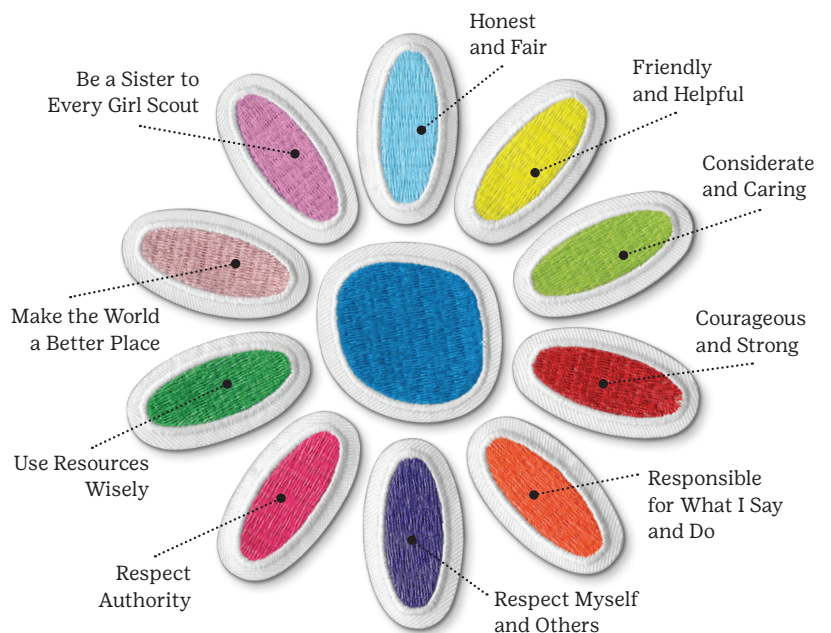 Honest
and Fair
Friendly
and Helpful
Considerate
and Caring
Courageous
and Strong
Responsible
for What I Say
and Do
Respect Myself
and Others
Respect
Authority
Use Resources
Wisely
Make the World
a Better Place
Be a Sister to
Every Girl Scout